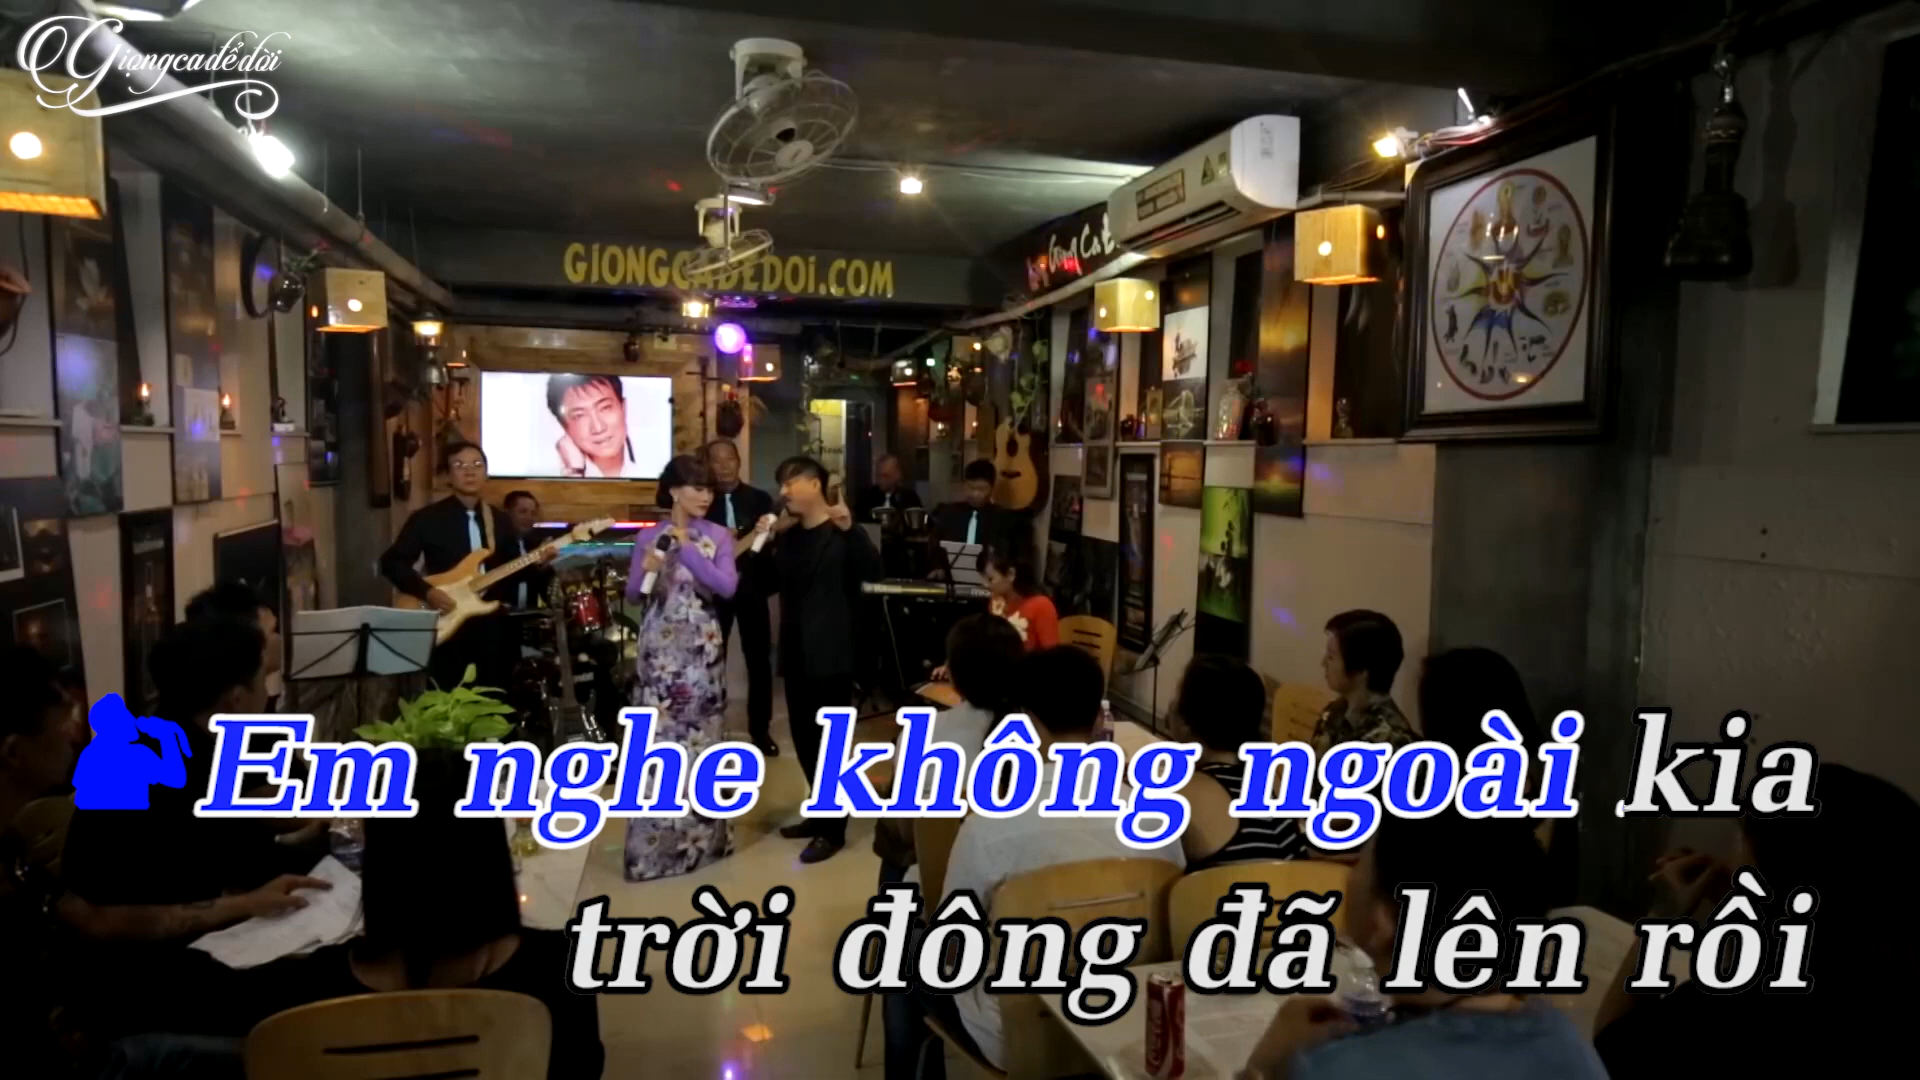 Giọngcađểđời
GIONGCADEDOI.COM
Em nghe không ngoài kia
trời đông đã lên rồi